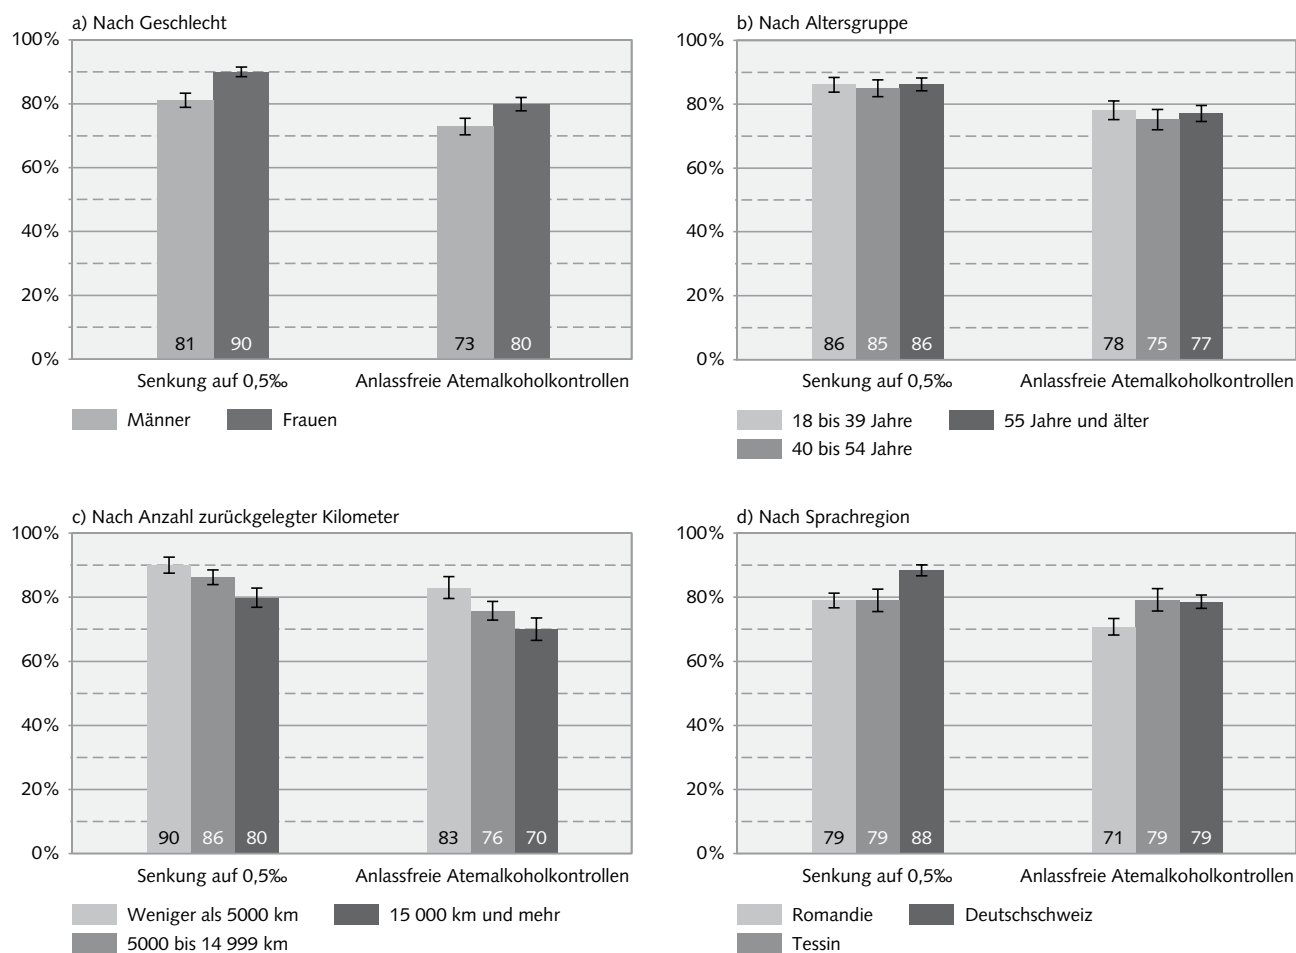 a) Nach Geschlecht
100%
80%
60%
40%
20%
0%
81 90 73 80
Senkung auf 0,5‰ Anlassfreie Atemalkoholkontrollen
Männer Frauen
b) Nach Altersgruppe
100%
80%
60%
40%
20%
0%
86 85 86 78 75 77
Senkung auf 0,5‰ Anlassfreie Atemalkoholkontrollen
18 bis 39 Jahre 55 Jahre und älter
40 bis 54 Jahre
c) Nach Anzahl zurückgelegter Kilometer
100%
80%
60%
40%
20%
0%
90 86 80 83 76 70
Senkung auf 0,5‰ Anlassfreie Atemalkoholkontrollen
Weniger als 5000 km 15 000 km und mehr
5000 bis 14 999 km
d) Nach Sprachregion
100%
80%
60%
40%
20%
0%
79 79 88 71 79 79
Senkung auf 0,5‰ Anlassfreie Atemalkoholkontrollen
Romandie Deutschschweiz
Tessin